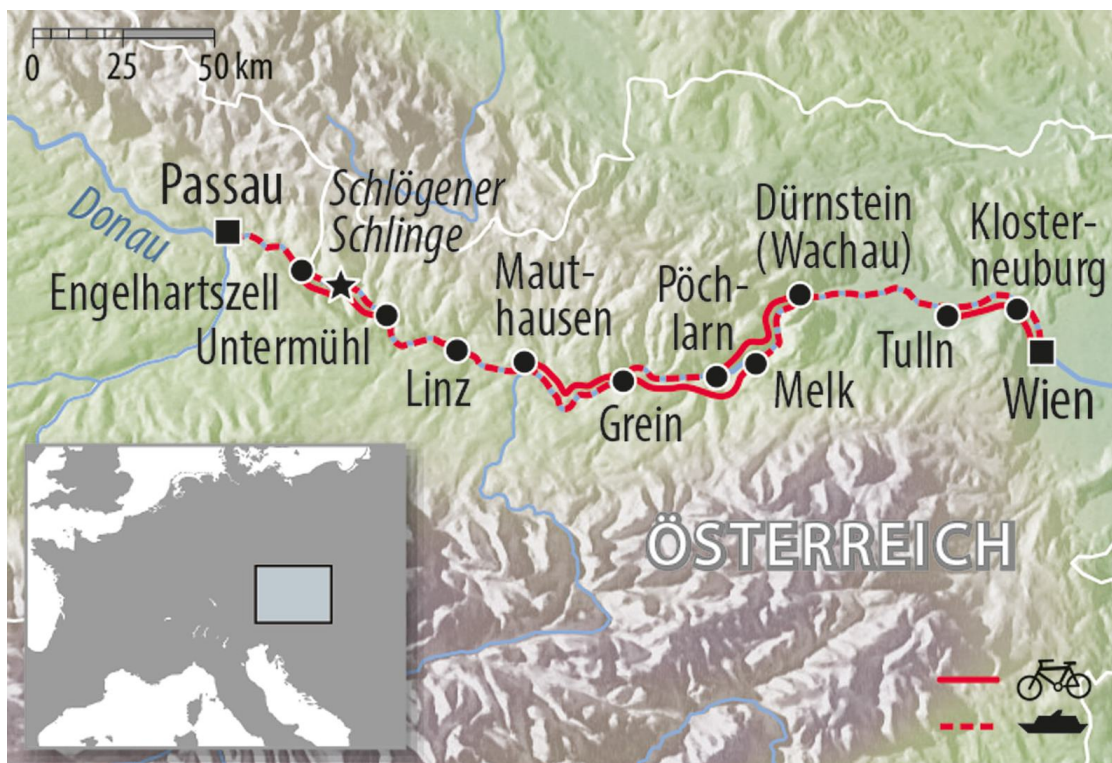 0 25 50 km
Passau
Donau
Schlögener
Schlinge
Engelhartszell
Untermühl
Linz
Maut-
hausen
Grein
Pöch-
larn
Melk
Dürnstein
(Wachau)
Tulln
Kloster-
neuburg
Wien
ÖSTERREICH